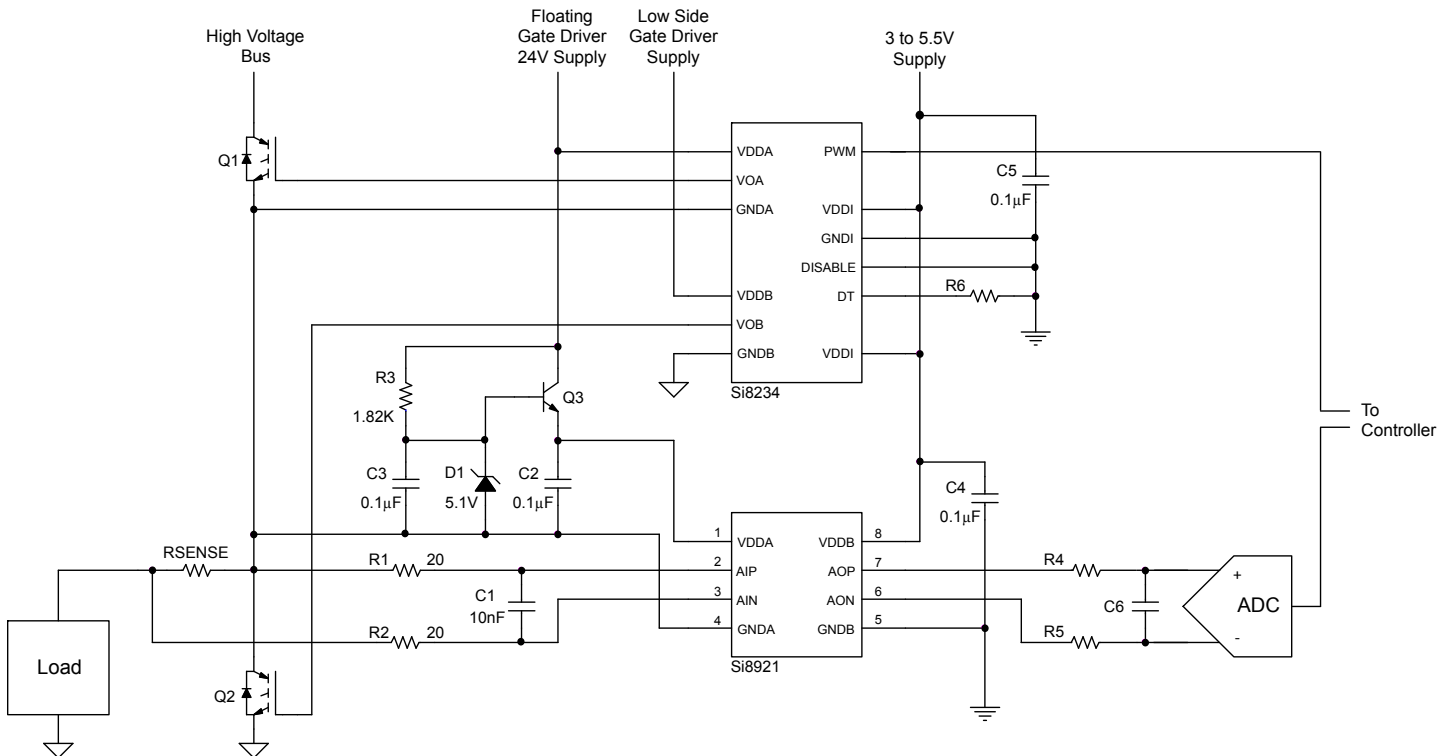 High Voltage
Bus
Floating
Gate Driver
24V Supply
Low Side
Gate Driver
Supply
3 to 5.5V
Supply
Q1
VDDA
VOA
GNDA
VDDB
VOB
GNDB
PWM
VDDI
GNDI
DISABLE
DT
VDDI
Si8234
C5
0.1μF
R6
R3
1.82K
Q3
C3
0.1μF
D1
5.1V
C2
0.1μF
C4
0.1μF
To
Controller
RSENSE
R1 20
C1
10nF
R2 20
1
2
3
4
VDDA
AIP
AIN
GNDA
VDDB
AOP
AON
GNDB
8
7
6
5
Si8921
R4
C6
R5
+
-
ADC
Load
Q2